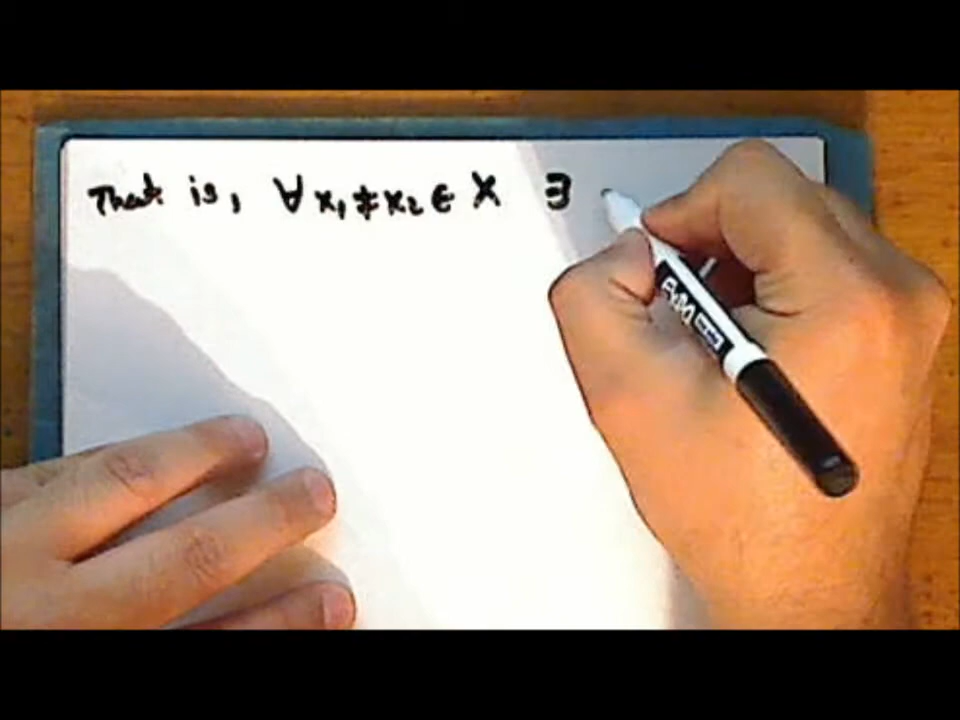 That is, ∀ x₁ ≠ x₂ ∈ X ∃